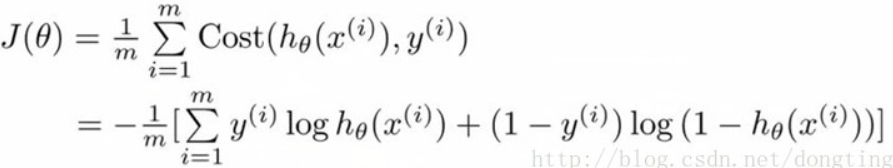 J(θ) = 1/m ∑_{i=1}^{m} Cost(h_θ(x^{(i)}), y^{(i)})
= −1/m [∑_{i=1}^{m} y^{(i)} log h_θ(x^{(i)}) + (1 − y^{(i)}) log (1 − h_θ(x^{(i)}))]
http://blog.csdn.net/dongting